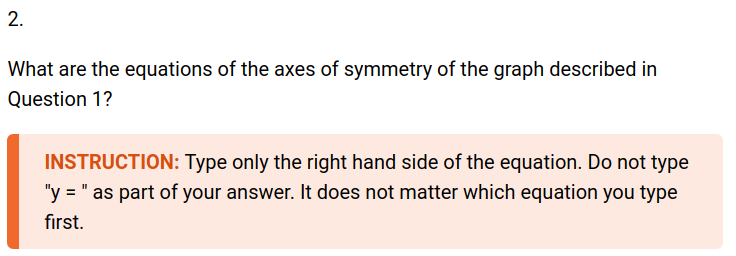 2.
What are the equations of the axes of symmetry of the graph described in
Question 1?
INSTRUCTION: Type only the right hand side of the equation. Do not type
"y = " as part of your answer. It does not matter which equation you type
first.